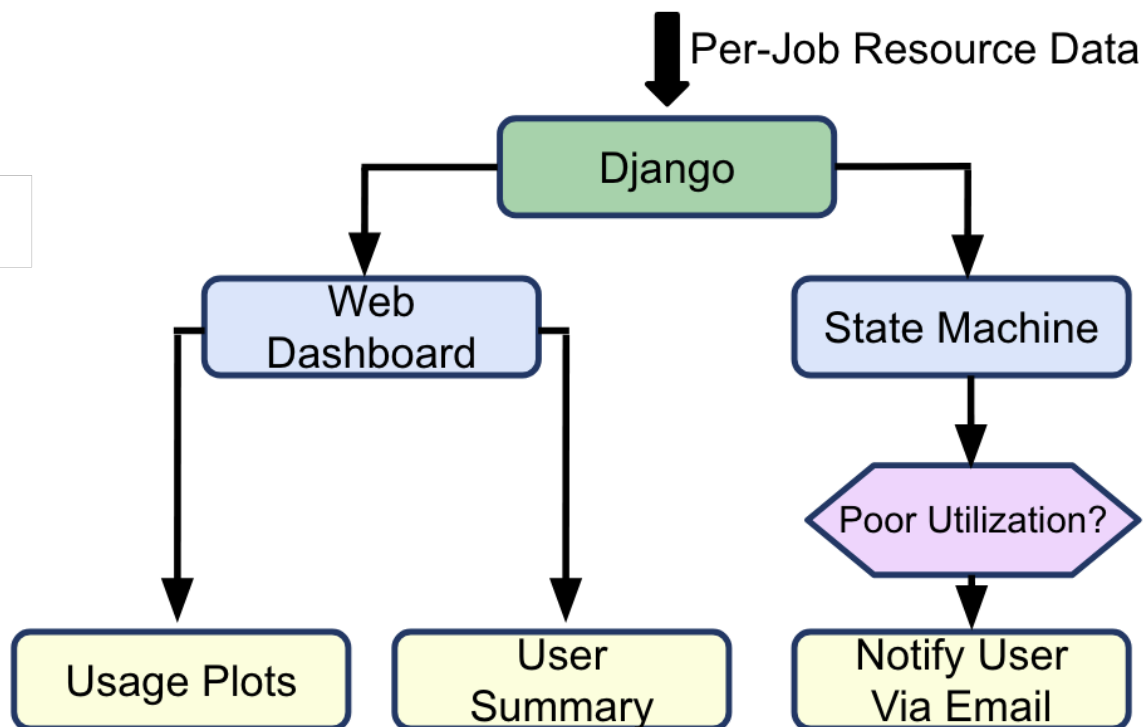 Per-Job Resource Data
Django
Web
Dashboard
State Machine
Poor Utilization?
Usage Plots
User
Summary
Notify User
Via Email